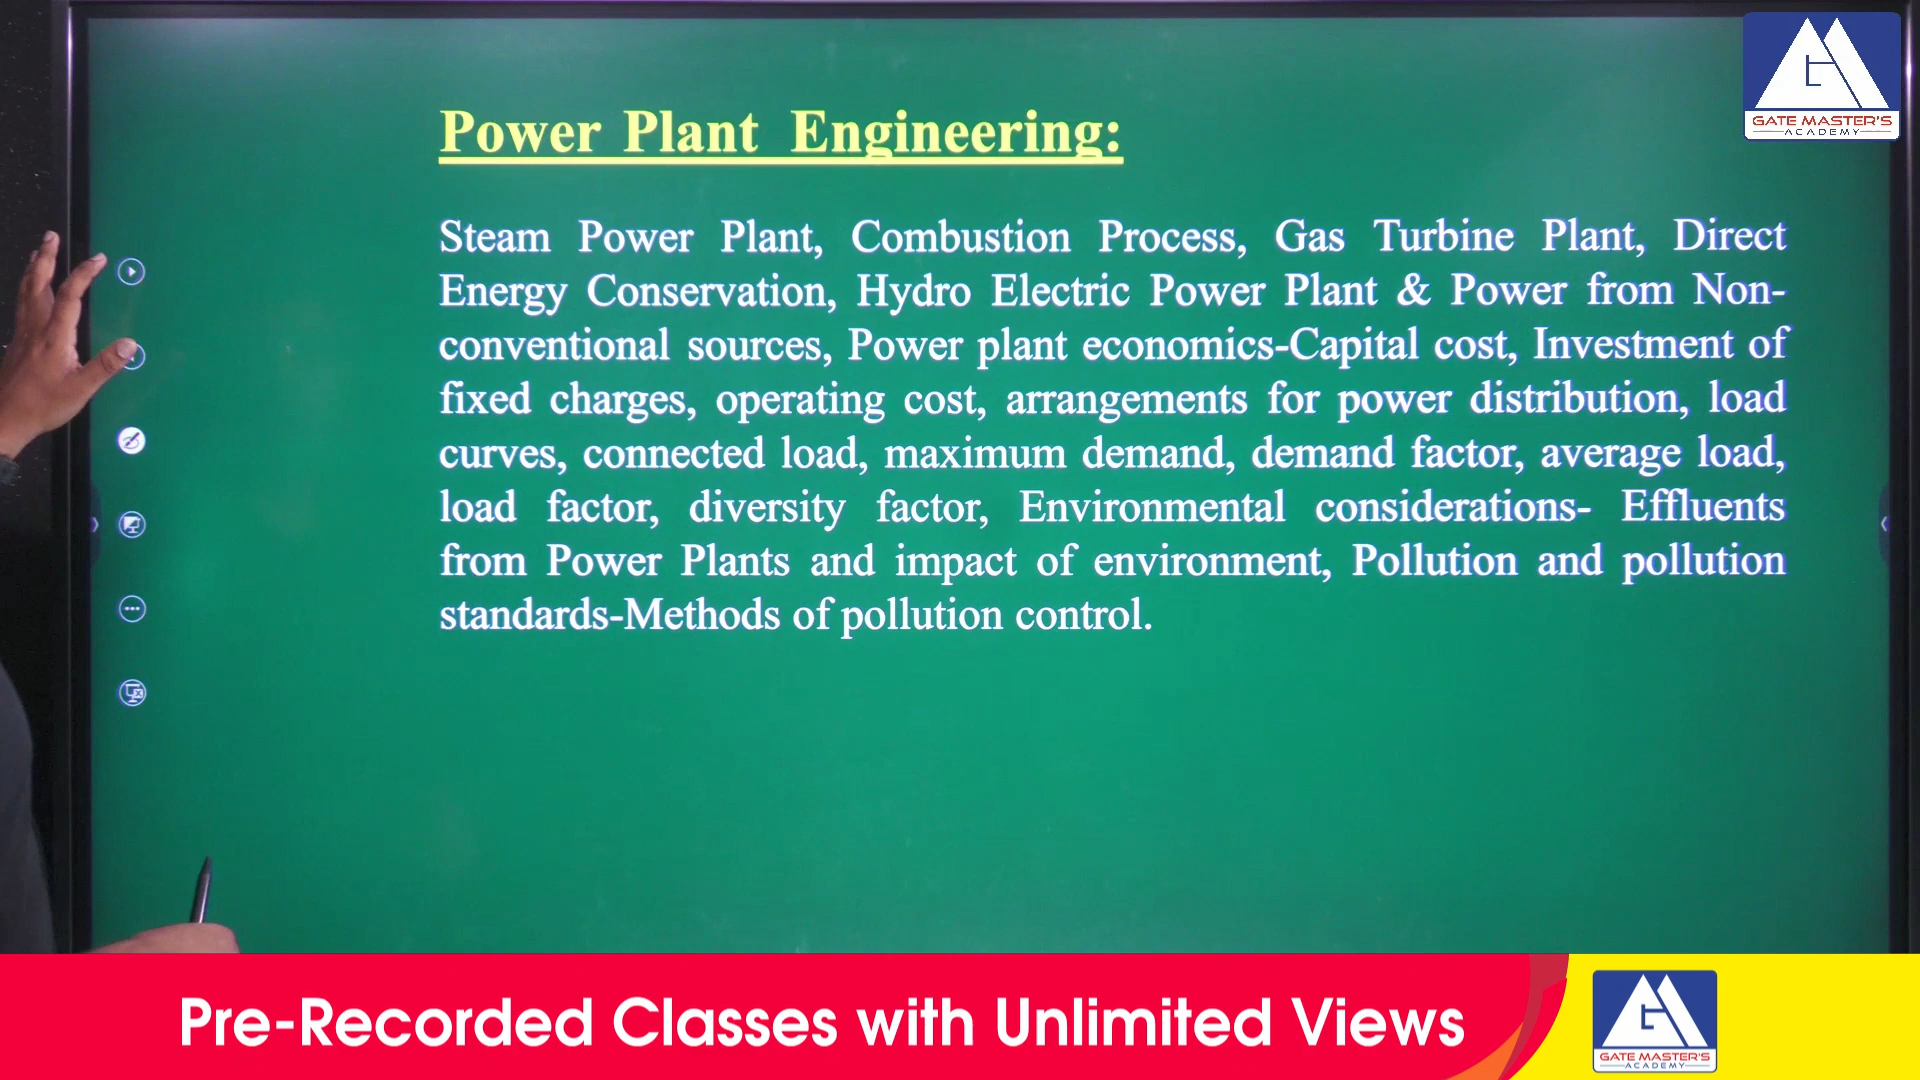 Power Plant Engineering:
Steam Power Plant, Combustion Process, Gas Turbine Plant, Direct
Energy Conservation, Hydro Electric Power Plant & Power from Non-
conventional sources, Power plant economics-Capital cost, Investment of
fixed charges, operating cost, arrangements for power distribution, load
curves, connected load, maximum demand, demand factor, average load,
load factor, diversity factor, Environmental considerations- Effluents
from Power Plants and impact of environment, Pollution and pollution
standards-Methods of pollution control.
GATE MASTER'S
ACADEMY
Pre-Recorded Classes with Unlimited Views
GATE MASTER'S
ACADEMY